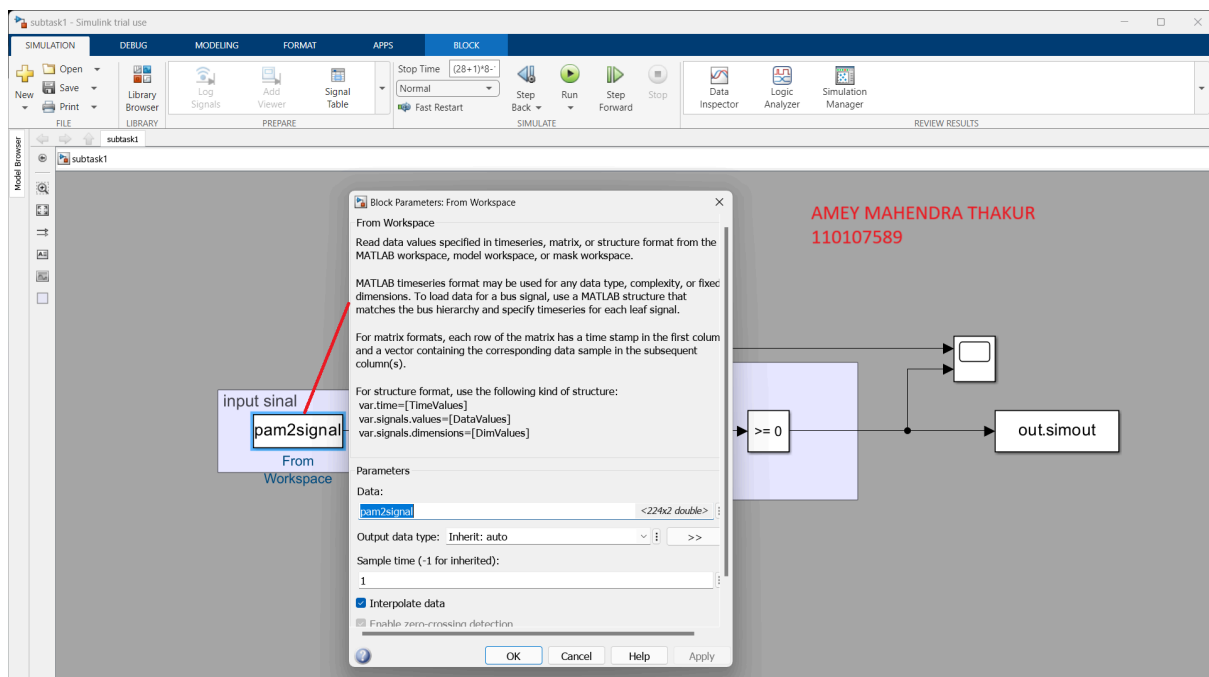 subtask1 - Simulink trial use
SIMULATION DEBUG MODELING FORMAT APPS BLOCK
New
Open
Save
Print
FILE
Library
Browser
LIBRARY
Log
Signals
Add
Viewer
Signal
Table
PREPARE
Stop Time (28+1)*8-
Normal
Fast Restart
Step
Back
Run
Step
Forward
Stop
SIMULATE
Data
Inspector
Logic
Analyzer
Simulation
Manager
REVIEW RESULTS
Model Browser
subtask1
subtask1
AMEY MAHENDRA THAKUR
110107589
input sinal
pam2signal
From
Workspace
Block Parameters: From Workspace
From Workspace
Read data values specified in timeseries, matrix, or structure format from the
MATLAB workspace, model workspace, or mask workspace.
MATLAB timeseries format may be used for any data type, complexity, or fixed
dimensions. To load data for a bus signal, use a MATLAB structure that
matches the bus hierarchy and specify timeseries for each leaf signal.
For matrix formats, each row of the matrix has a time stamp in the first colum
and a vector containing the corresponding data sample in the subsequent
column(s).
For structure format, use the following kind of structure:
var.time=[TimeValues]
var.signals.values=[DataValues]
var.signals.dimensions=[DimValues]
Parameters
Data:
pam2signal <224x2 double>
Output data type: Inherit: auto >>
Sample time (-1 for inherited):
1
Interpolate data
Enable zero-crossing detection
OK Cancel Help Apply
>= 0
out.simout